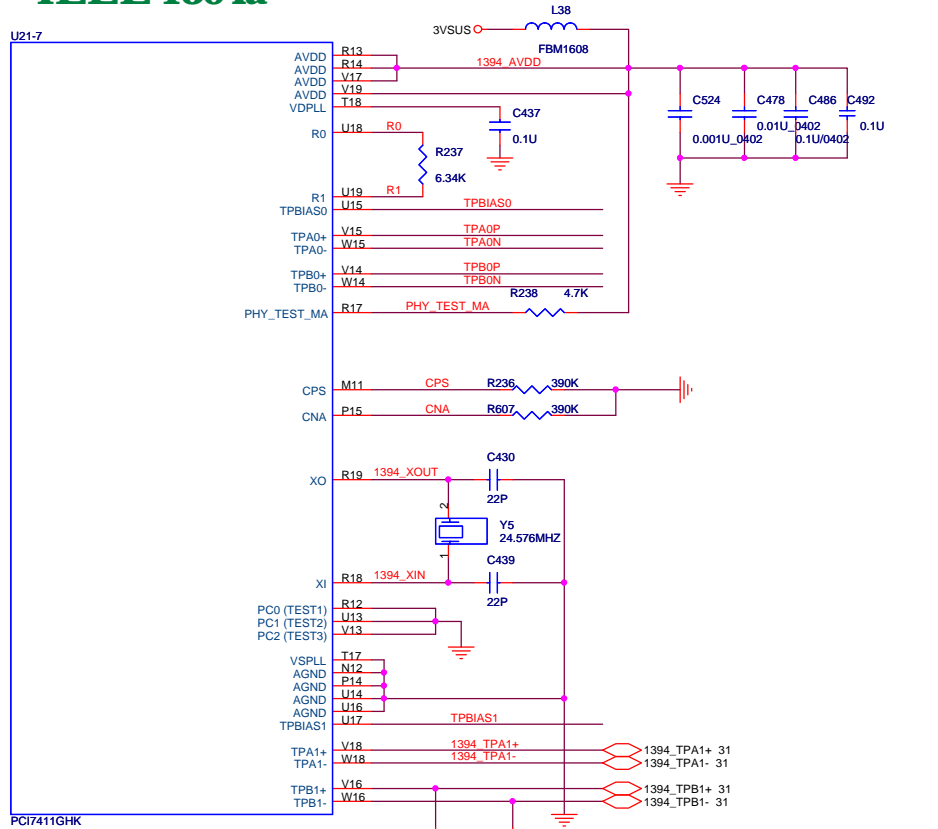 IEEE 1394a
L38
3VSUS
FBM1608
U21-7
AVDD R13
AVDD R14 1394_AVDD
AVDD V17
AVDD V19
VDPLL T18
C437
0.1U
C524 C478 C486 C492
0.001U_0402 0.01U_0402 0.1U/0402 0.1U
R0 U18 R0
R237
6.34K
R1 U19 R1
TPBIAS0 U15 TPBIAS0
TPA0+ V15 TPA0P
TPA0- W15 TPA0N
TPB0+ V14 TPB0P
TPB0- W14 TPB0N
R238 4.7K
PHY_TEST_MA R17 PHY_TEST_MA
CPS M11 CPS R236 390K
CNA P15 CNA R607 390K
C430
XO R19 1394_XOUT
22P
2
Y5
24.576MHZ
1
C439
XI R18 1394_XIN
22P
PC0 (TEST1) R12
PC1 (TEST2) U13
PC2 (TEST3) V13
VSPLL T17
AGND N12
AGND P14
AGND U14
AGND U16
TPBIAS1 U17 TPBIAS1
TPA1+ V18 1394_TPA1+ 1394_TPA1+ 31
TPA1- W18 1394_TPA1- 1394_TPA1- 31
TPB1+ V16 1394_TPB1+ 31
TPB1- W16 1394_TPB1- 31
PCI7411GHK